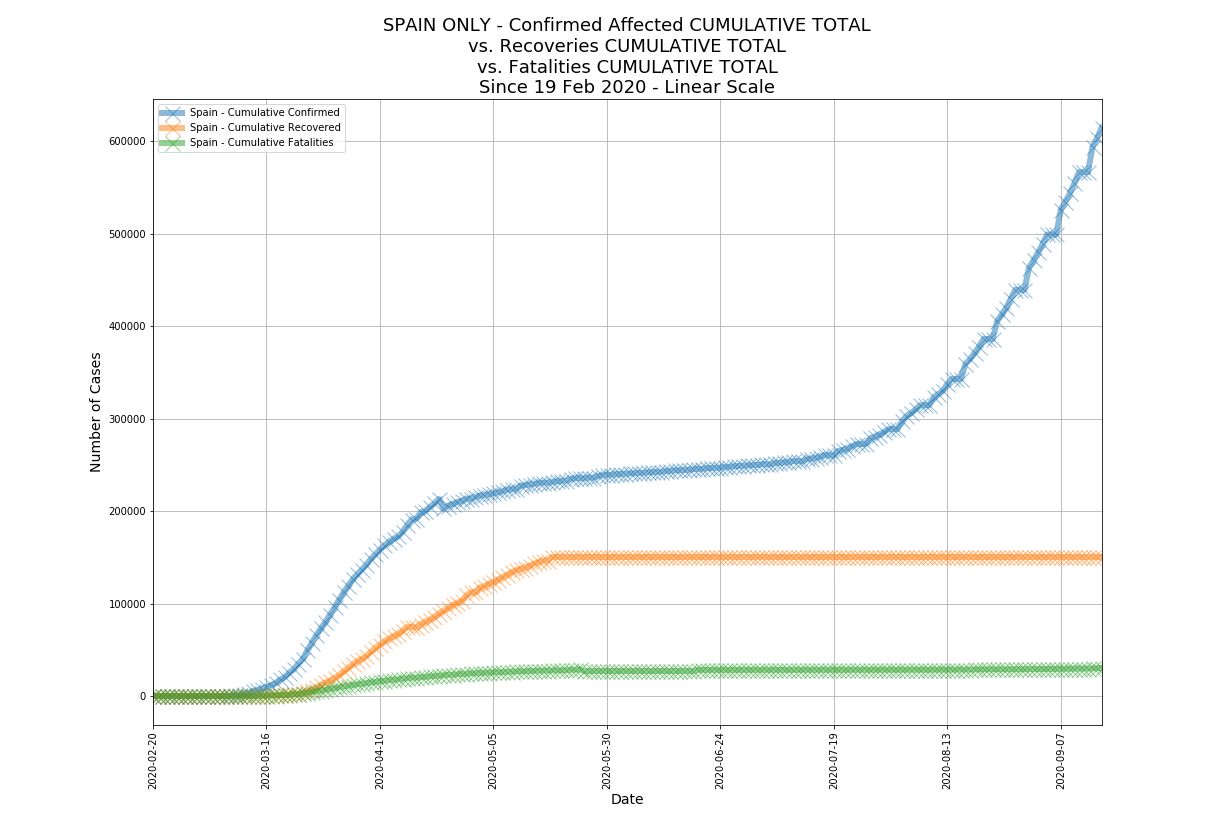 SPAIN ONLY - Confirmed Affected CUMULATIVE TOTAL
vs. Recoveries CUMULATIVE TOTAL
vs. Fatalities CUMULATIVE TOTAL
Since 19 Feb 2020 - Linear Scale
Spain - Cumulative Confirmed
Spain - Cumulative Recovered
Spain - Cumulative Fatalities
Number of Cases
600000
500000
400000
300000
200000
100000
0
2020-02-20
2020-03-16
2020-04-10
2020-05-05
2020-05-30
2020-06-24
2020-07-19
2020-08-13
2020-09-07
Date